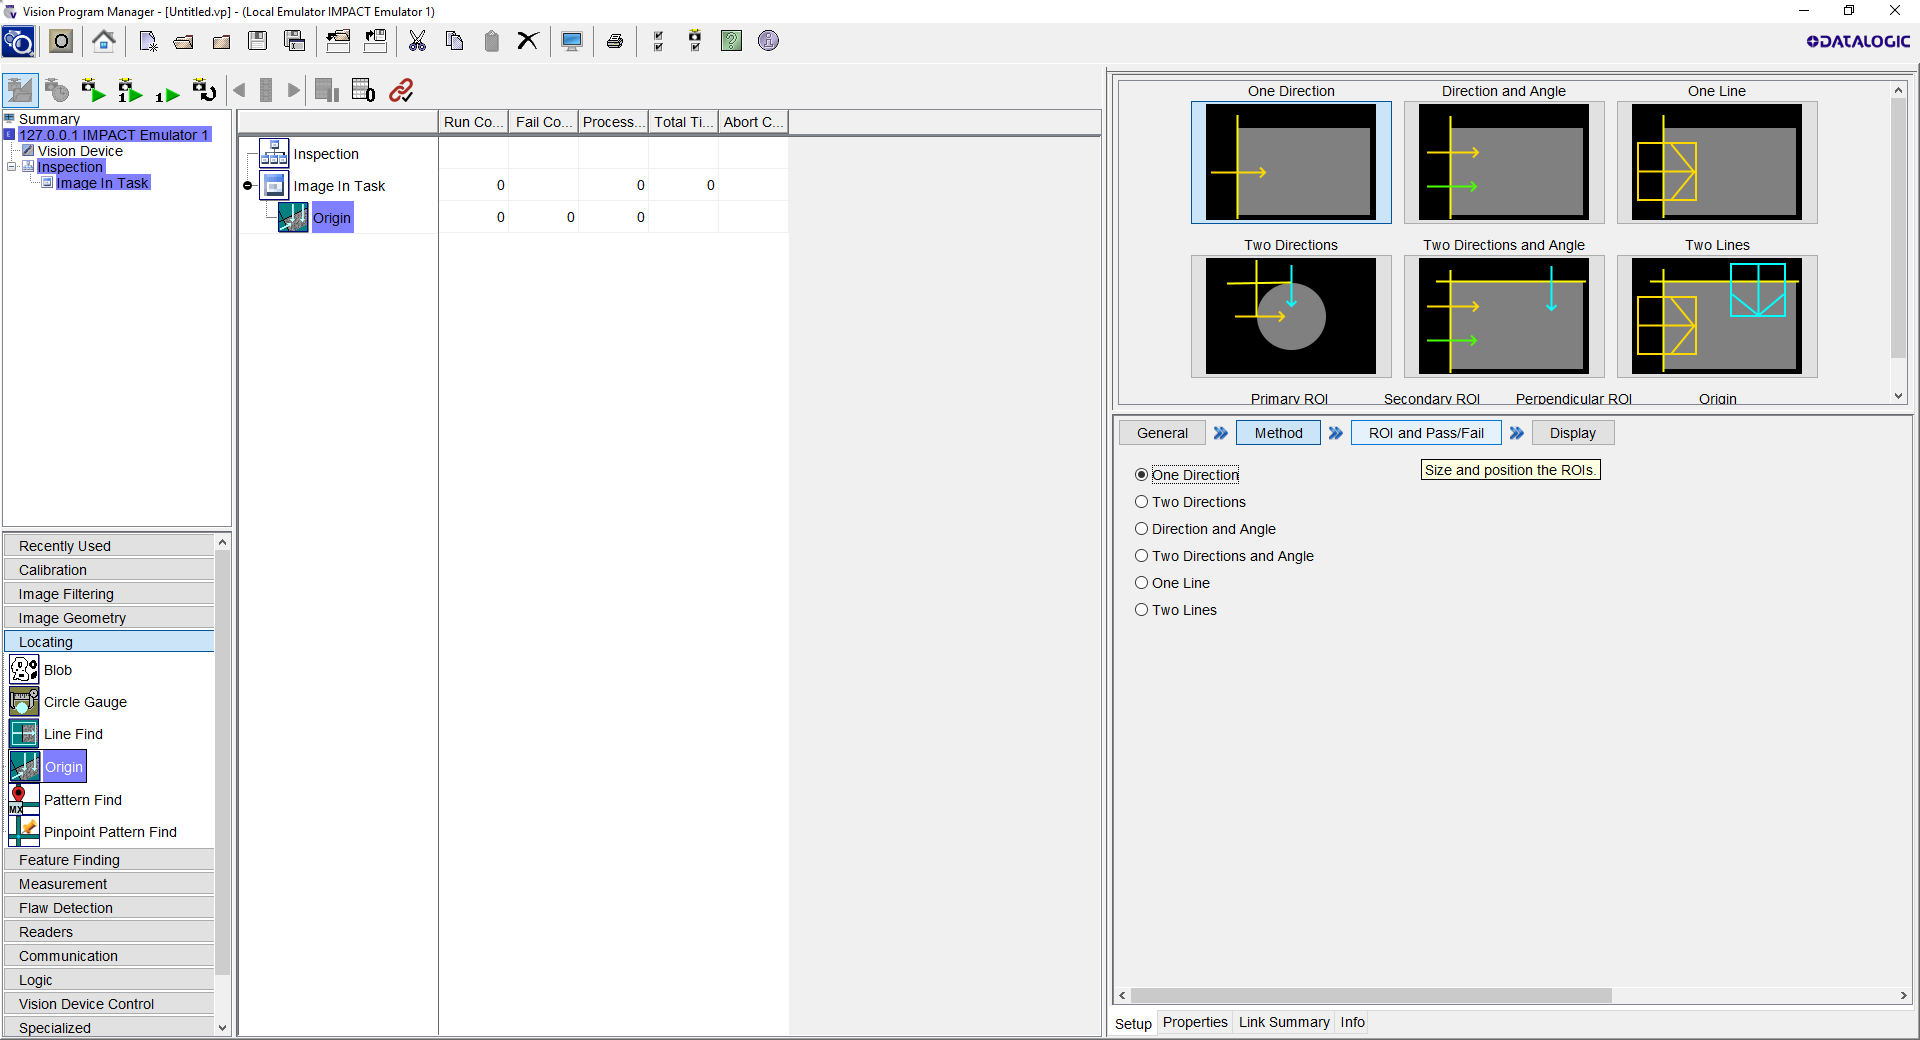 Vision Program Manager - [Untitled.vp] - (Local Emulator IMPACT Emulator 1)
DATALOGIC
Summary
127.0.0.1 IMPACT Emulator 1
Vision Device
Inspection
Image In Task
Recently Used
Calibration
Image Filtering
Image Geometry
Locating
Blob
Circle Gauge
Line Find
Origin
Pattern Find
MX
Pinpoint Pattern Find
Feature Finding
Measurement
Flaw Detection
Readers
Communication
Logic
Vision Device Control
Specialized
Run Co... Fail Co... Process... Total Ti... Abort C...
Inspection
Image In Task 0 0 0
Origin 0 0 0
One Direction Direction and Angle One Line
Two Directions Two Directions and Angle Two Lines
Primary ROI Secondary ROI Perpendicular ROI Origin
General Method ROI and Pass/Fail Display
Size and position the ROIs.
One Direction
Two Directions
Direction and Angle
Two Directions and Angle
One Line
Two Lines
Setup Properties Link Summary Info